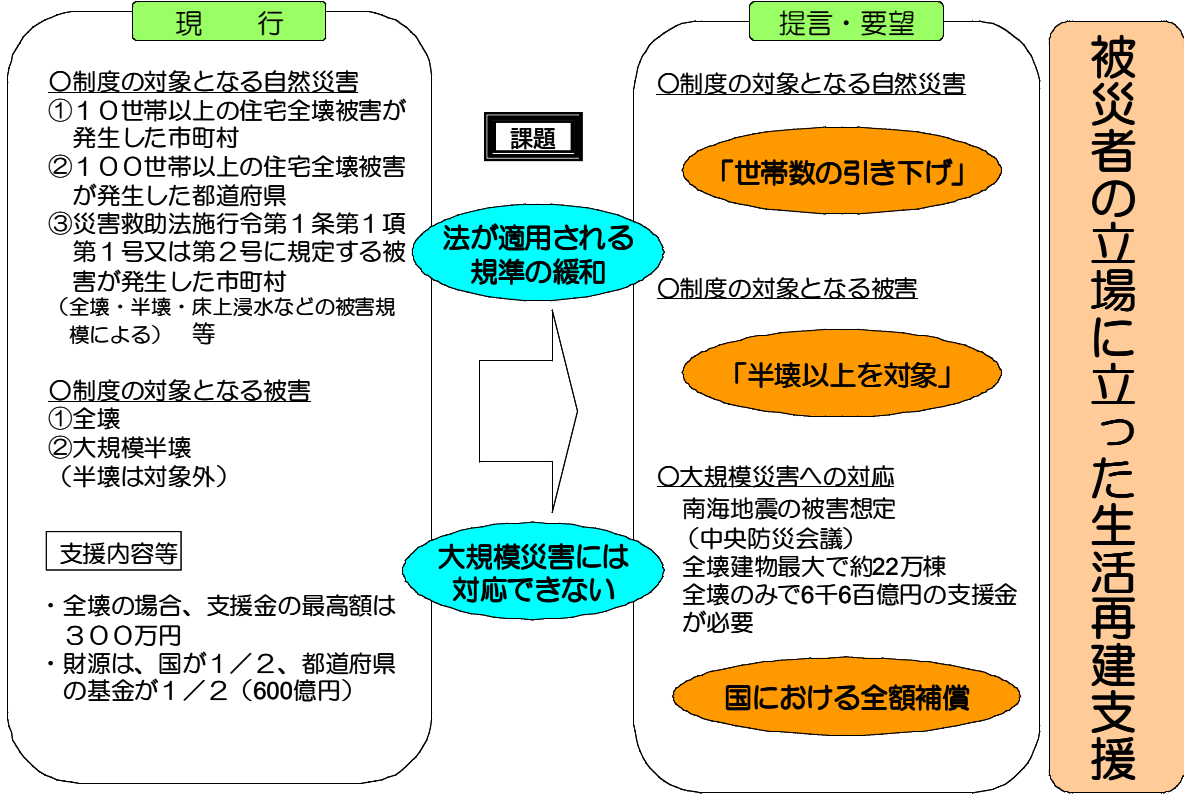 現　行
〇制度の対象となる自然災害
①１０世帯以上の住宅全壊被害が
発生した市町村
②１００世帯以上の住宅全壊被害
が発生した都道府県
③災害救助法施行令第１条第１項
第１号又は第２号に規定する被
害が発生した市町村
（全壊・半壊・床上浸水などの被害規
模による）　等
〇制度の対象となる被害
①全壊
②大規模半壊
（半壊は対象外）
支援内容等
・全壊の場合、支援金の最高額は
３００万円
・財源は、国が１／２、都道府県
の基金が１／２（600億円）
課題
法が適用される
規準の緩和
大規模災害には
対応できない
提言・要望
〇制度の対象となる自然災害
「世帯数の引き下げ」
〇制度の対象となる被害
「半壊以上を対象」
〇大規模災害への対応
南海地震の被害想定
（中央防災会議）
全壊建物最大で約22万棟
全壊のみで6千6百億円の支援金
が必要
国における全額補償
被災者の立場に立った生活再建支援